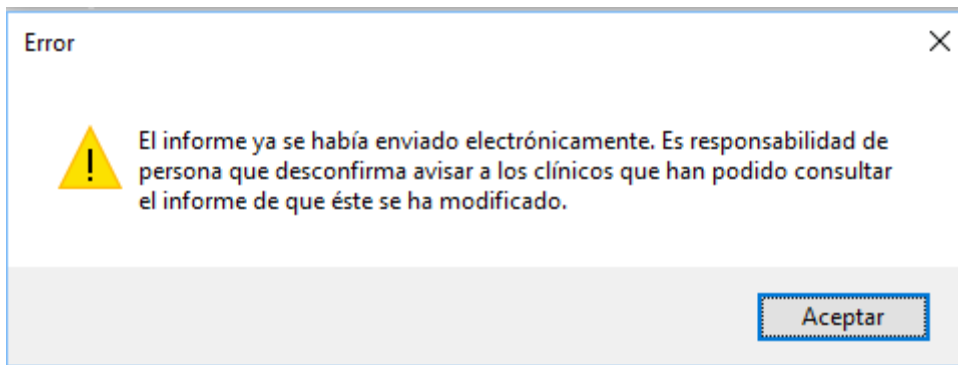 Error
El informe ya se había enviado electrónicamente. Es responsabilidad de
persona que desconfirma avisar a los clínicos que han podido consultar
el informe de que éste se ha modificado.
Aceptar